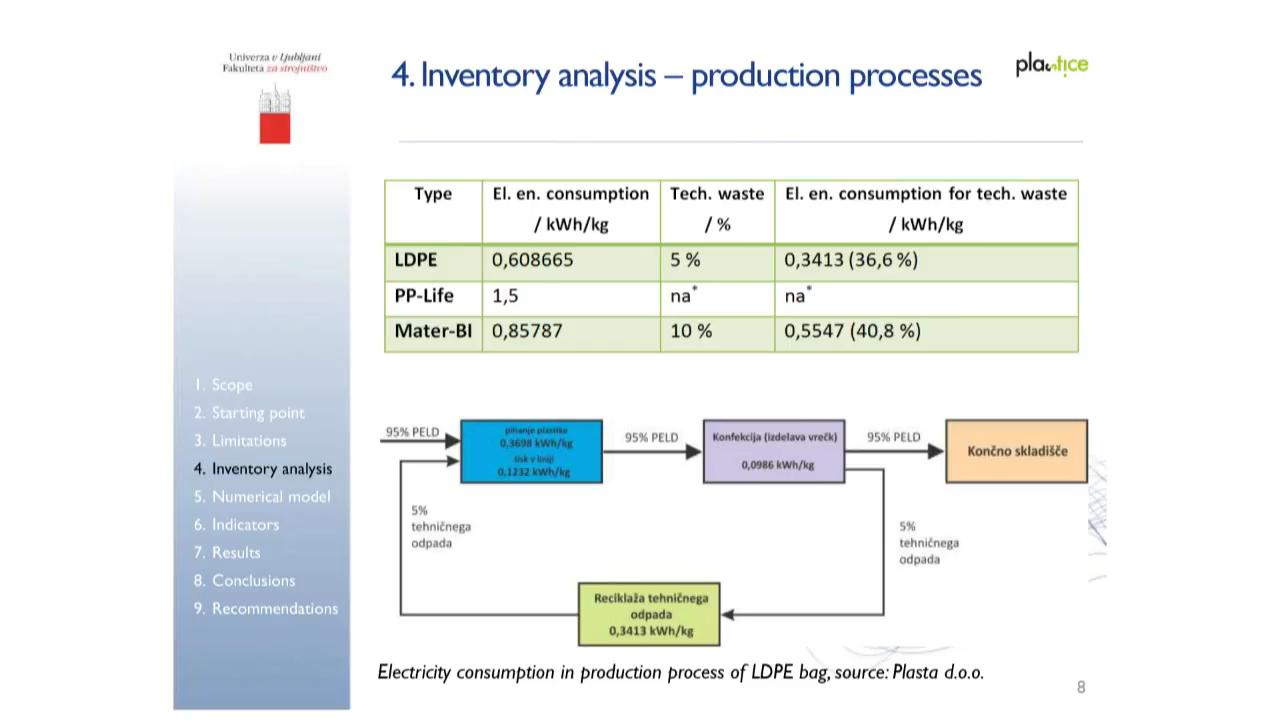 Univerza v Ljubljani
Fakulteta za strojništvo
4. Inventory analysis – production processes
plastice
Type El. en. consumption / kWh/kg Tech. waste / % El. en. consumption for tech. waste / kWh/kg
LDPE 0,608665 5 % 0,3413 (36,6 %)
PP-Life 1,5 na* na*
Mater-BI 0,85787 10 % 0,5547 (40,8 %)
1. Scope
2. Starting point
3. Limitations
4. Inventory analysis
5. Numerical model
6. Indicators
7. Results
8. Conclusions
9. Recommendations
95% PELD
pihanje plastike
0,3698 kWh/kg
tisk v liniji
0,1232 kWh/kg
95% PELD
Konfekcija (izdelava vrečk)
0,0986 kWh/kg
95% PELD
Končno skladišče
5%
tehničnega
odpada
5%
tehničnega
odpada
Reciklaža tehničnega
odpada
0,3413 kWh/kg
Electricity consumption in production process of LDPE bag, source: Plasta d.o.o.
8